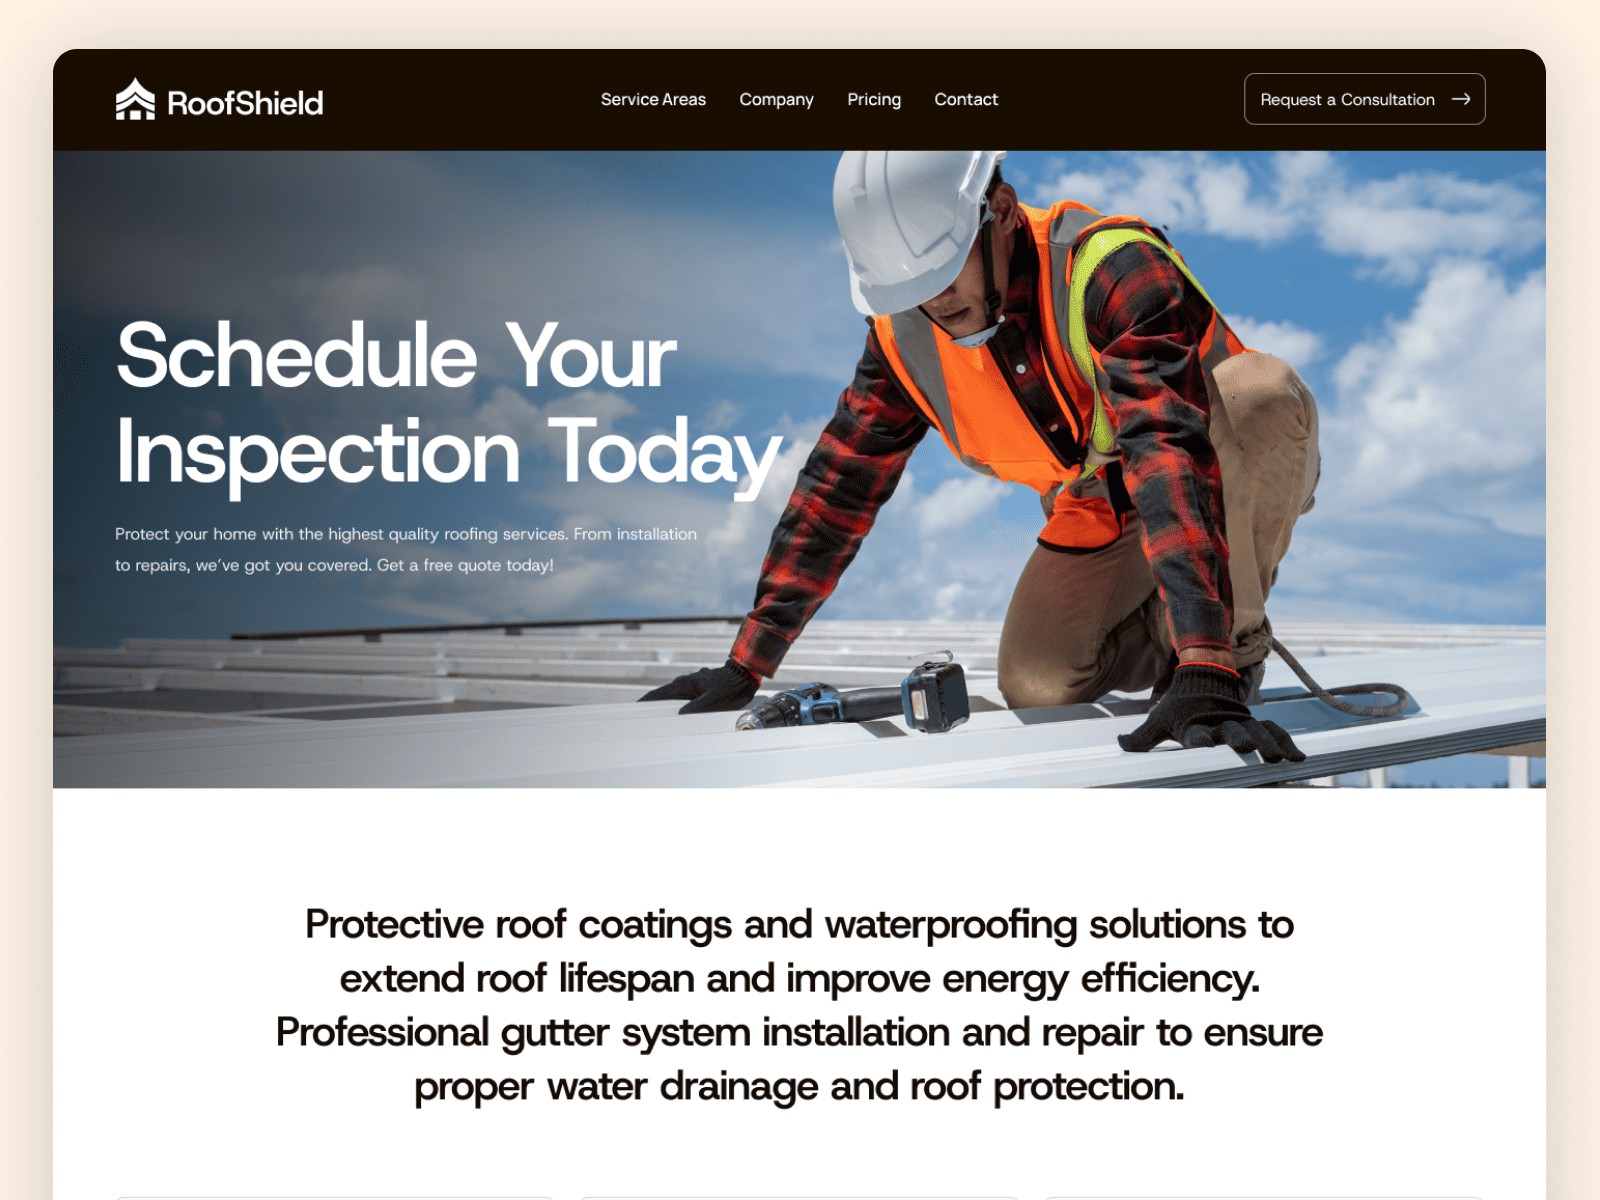 RoofShield
Service Areas
Company
Pricing
Contact
Request a Consultation
Schedule Your
Inspection Today
Protect your home with the highest quality roofing services. From installation
to repairs, we’ve got you covered. Get a free quote today!
Protective roof coatings and waterproofing solutions to
extend roof lifespan and improve energy efficiency.
Professional gutter system installation and repair to ensure
proper water drainage and roof protection.